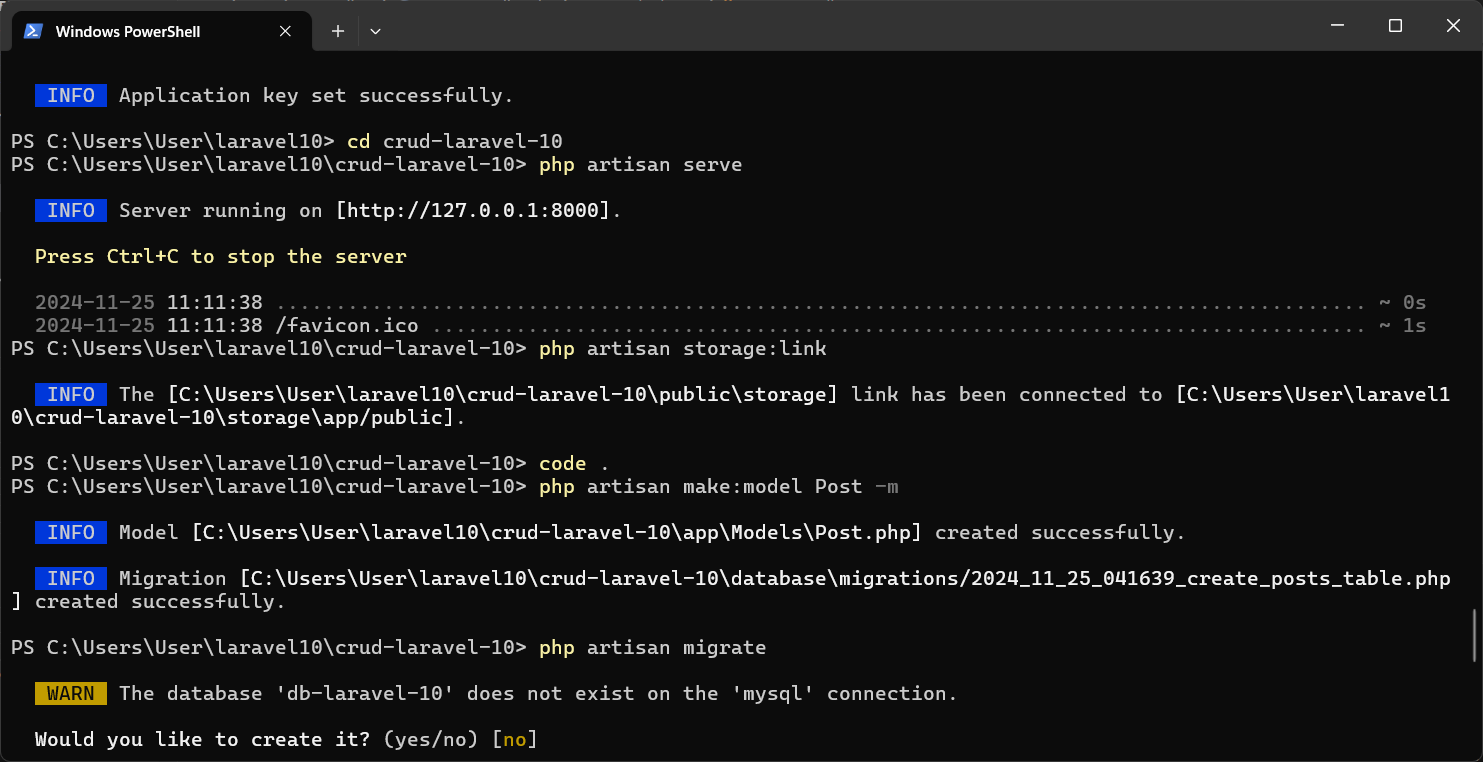 Windows PowerShell
INFO Application key set successfully.
PS C:\Users\User\laravel10> cd crud-laravel-10
PS C:\Users\User\laravel10\crud-laravel-10> php artisan serve
INFO Server running on [http://127.0.0.1:8000].
Press Ctrl+C to stop the server
2024-11-25 11:11:38 ........................................................................................... ~ 0s
2024-11-25 11:11:38 /favicon.ico .............................................................................. ~ 1s
PS C:\Users\User\laravel10\crud-laravel-10> php artisan storage:link
INFO The [C:\Users\User\laravel10\crud-laravel-10\public\storage] link has been connected to [C:\Users\User\laravel1
0\crud-laravel-10\storage\app/public].
PS C:\Users\User\laravel10\crud-laravel-10> code .
PS C:\Users\User\laravel10\crud-laravel-10> php artisan make:model Post -m
INFO Model [C:\Users\User\laravel10\crud-laravel-10\app\Models\Post.php] created successfully.
INFO Migration [C:\Users\User\laravel10\crud-laravel-10\database\migrations/2024_11_25_041639_create_posts_table.php
] created successfully.
PS C:\Users\User\laravel10\crud-laravel-10> php artisan migrate
WARN The database 'db-laravel-10' does not exist on the 'mysql' connection.
Would you like to create it? (yes/no) [no]